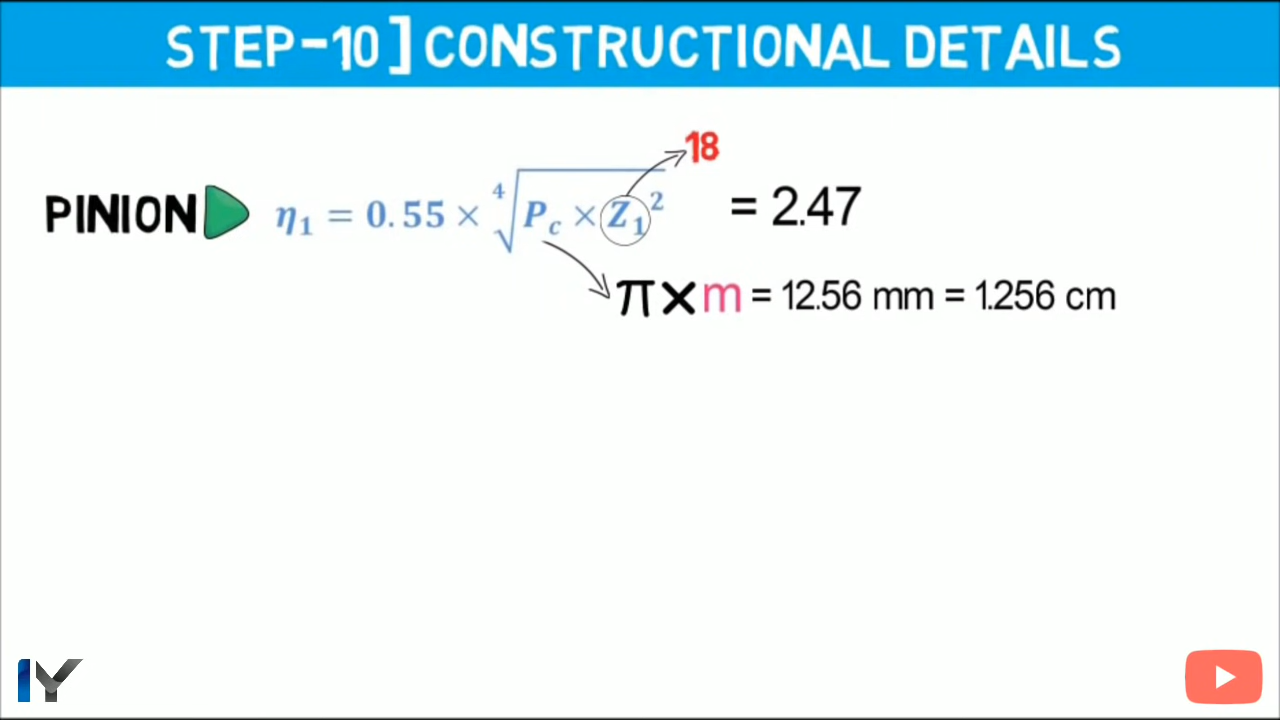 STEP-10] CONSTRUCTIONAL DETAILS
18
PINION η₁ = 0.55 × ∜(P_c × Z₁²) = 2.47
π × m = 12.56 mm = 1.256 cm
IY